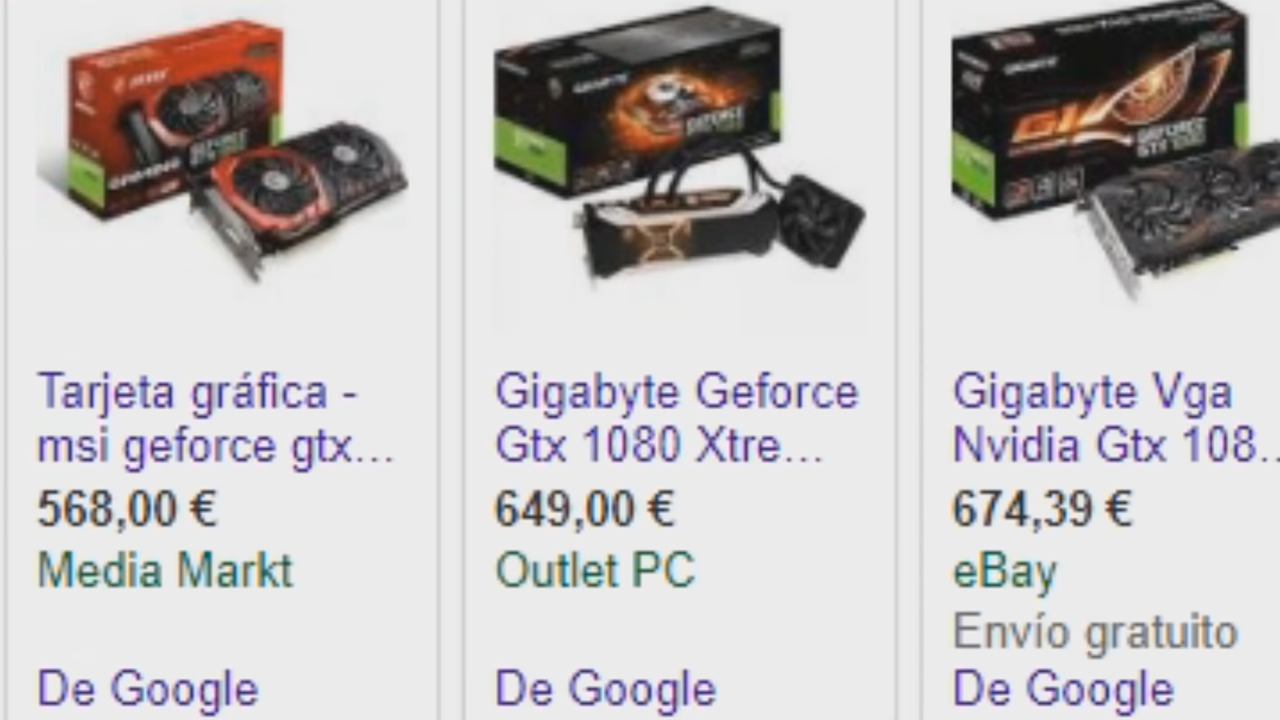 Tarjeta gráfica -
msi geforce gtx...
568,00 €
Media Markt
De Google
Gigabyte Geforce
Gtx 1080 Xtre...
649,00 €
Outlet PC
De Google
Gigabyte Vga
Nvidia Gtx 108..
674,39 €
eBay
Envío gratuito
De Google